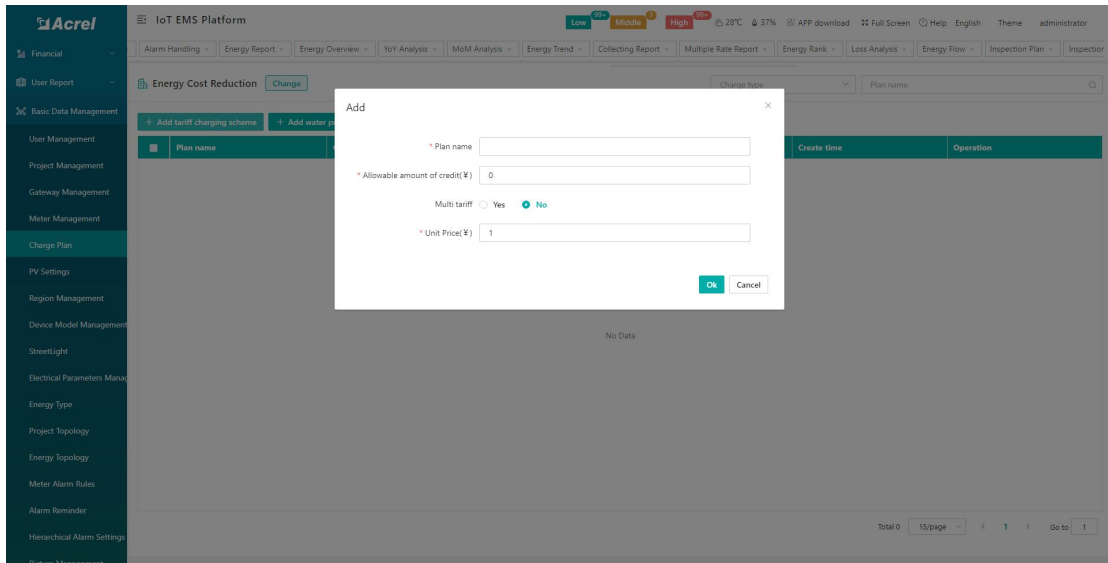 Acrel
IoT EMS Platform
Low 99+ Middle 3 High 99+ 28℃ 37% APP download Full Screen Help English Theme administrator
Financial
Alarm Handling × Energy Report × Energy Overview × YoY Analysis × MoM Analysis × Energy Trend × Collecting Report × Multiple Rate Report × Energy Rank × Loss Analysis × Energy Flow × Inspection Plan × Inspection
User Report
Energy Cost Reduction Change
Charge type Plan name
Basic Data Management
+ Add tariff charging scheme + Add water p
User Management
Plan name Create time Operation
Project Management
Gateway Management
Meter Management
Charge Plan
PV Settings
Region Management
Device Model Management
StreetLight
Electrical Parameters Manag
Energy Type
Project Topology
Energy Topology
Meter Alarm Rules
Alarm Reminder
Hierarchical Alarm Settings
Picture Management
Add ×
* Plan name
* Allowable amount of credit(¥) 0
Multi tariff Yes No
* Unit Price(¥) 1
Ok Cancel
No Data
Total 0 15/page < 1 > Go to 1